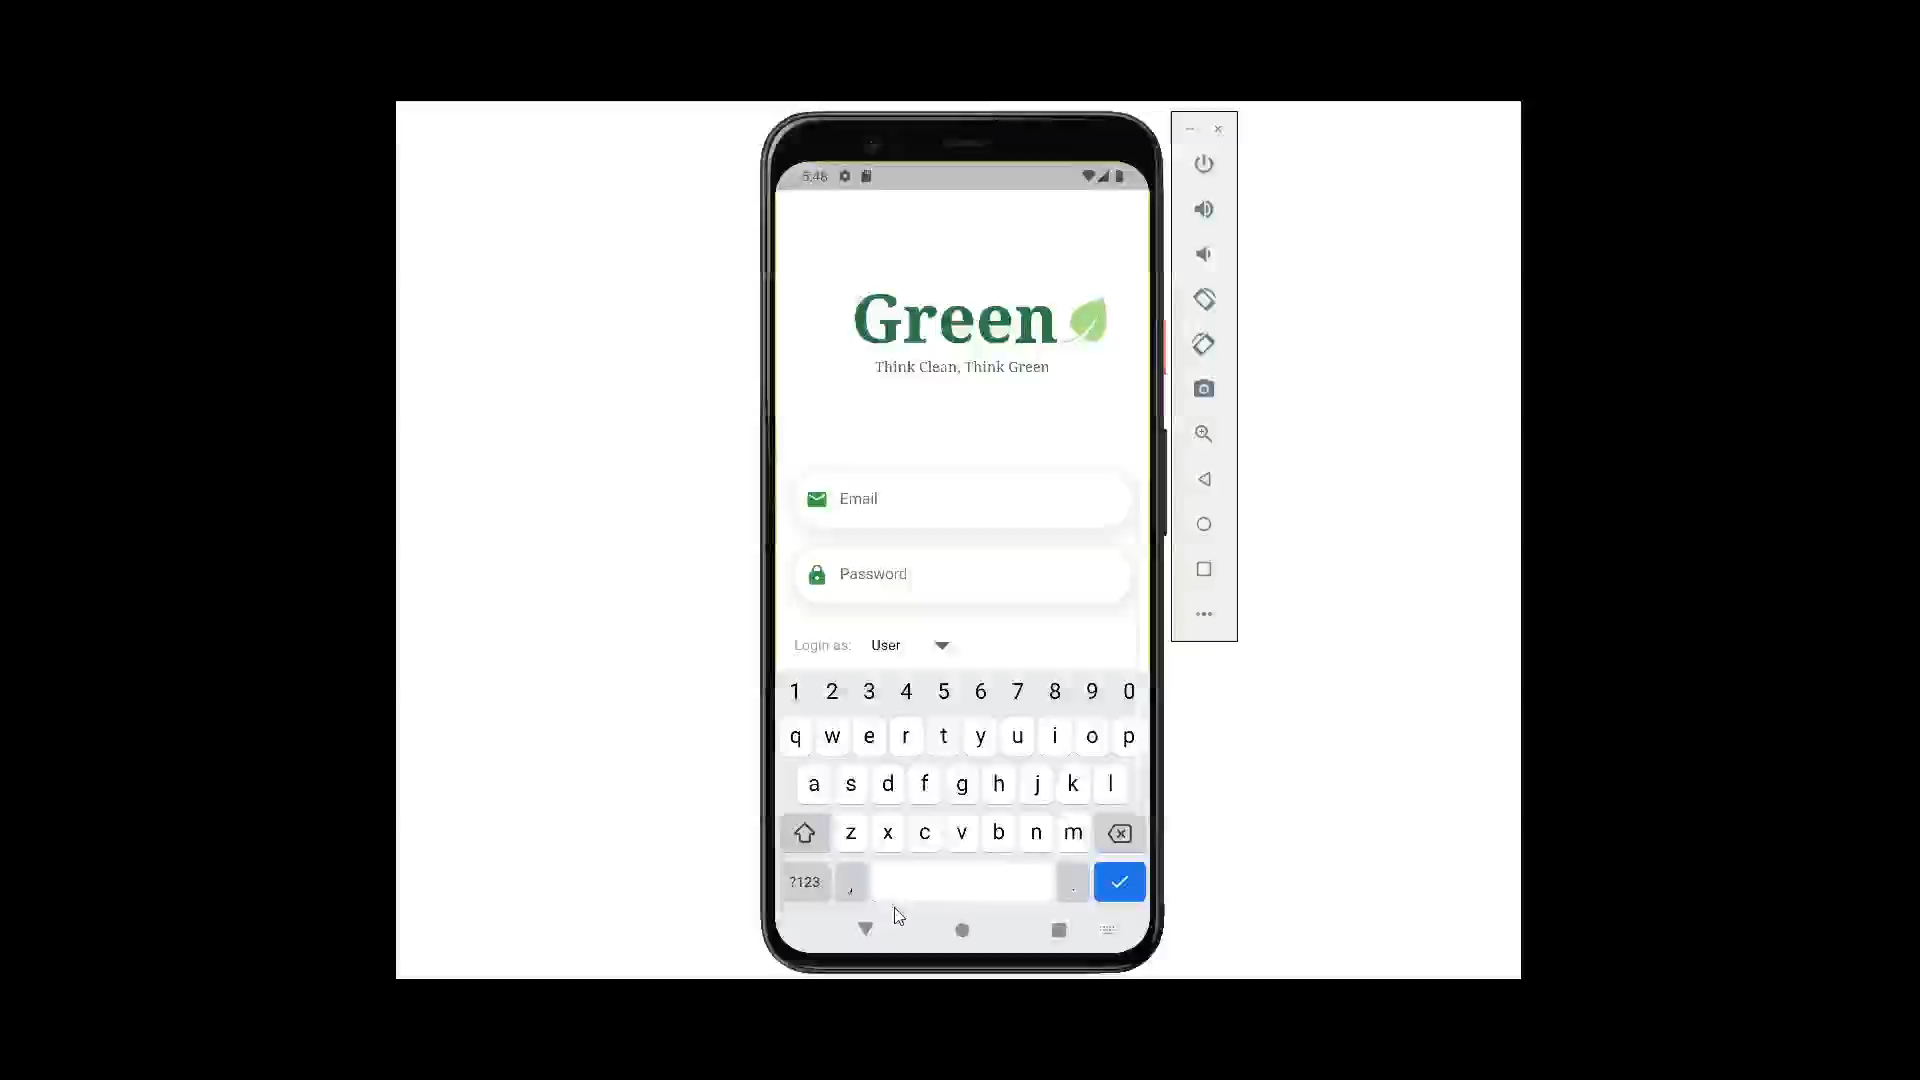 5:48
Green
Think Clean, Think Green
Email
Password
Login as: User
1 2 3 4 5 6 7 8 9 0
q w e r t y u i o p
a s d f g h j k l
z x c v b n m
?123 , .